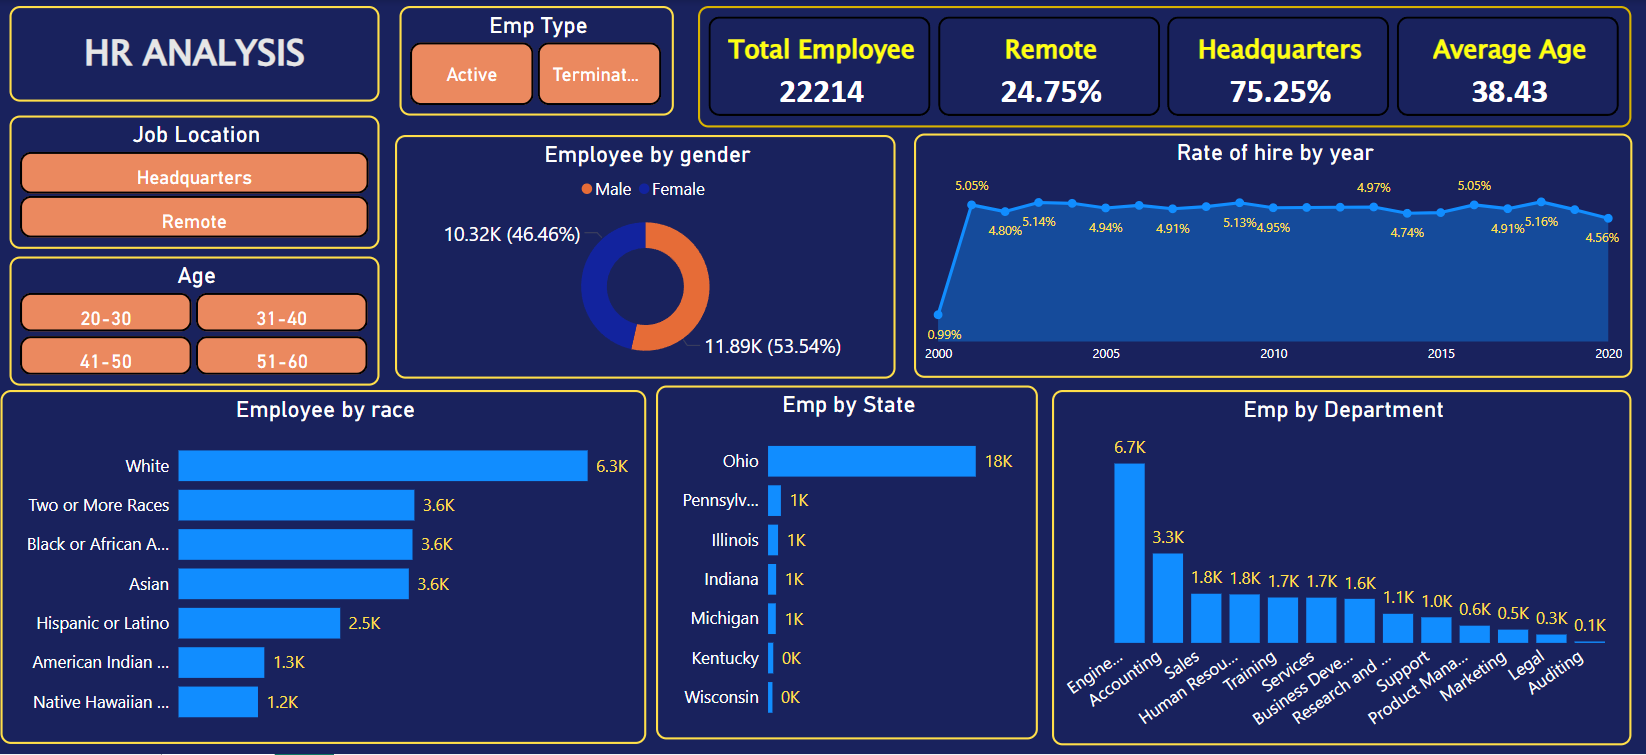 HR ANALYSIS
Emp Type
Active
Terminat...
Total Employee
22214
Remote
24.75%
Headquarters
75.25%
Average Age
38.43
Job Location
Headquarters
Remote
Age
20-30
31-40
41-50
51-60
Employee by gender
Male Female
10.32K (46.46%)
11.89K (53.54%)
Rate of hire by year
5.05%
4.80%
5.14%
4.94%
4.91%
5.13%
4.95%
4.97%
4.74%
5.05%
4.91%
5.16%
4.56%
0.99%
2000 2005 2010 2015 2020
Employee by race
White 6.3K
Two or More Races 3.6K
Black or African A... 3.6K
Asian 3.6K
Hispanic or Latino 2.5K
American Indian ... 1.3K
Native Hawaiian ... 1.2K
Emp by State
Ohio 18K
Pennsylv... 1K
Illinois 1K
Indiana 1K
Michigan 1K
Kentucky 0K
Wisconsin 0K
Emp by Department
6.7K
3.3K
1.8K
1.8K
1.7K
1.7K
1.6K
1.1K
1.0K
0.6K
0.5K
0.3K
0.1K
Engine...
Accounting
Sales
Human Resou...
Training
Services
Business Deve...
Research and ...
Support
Product Mana...
Marketing
Legal
Auditing